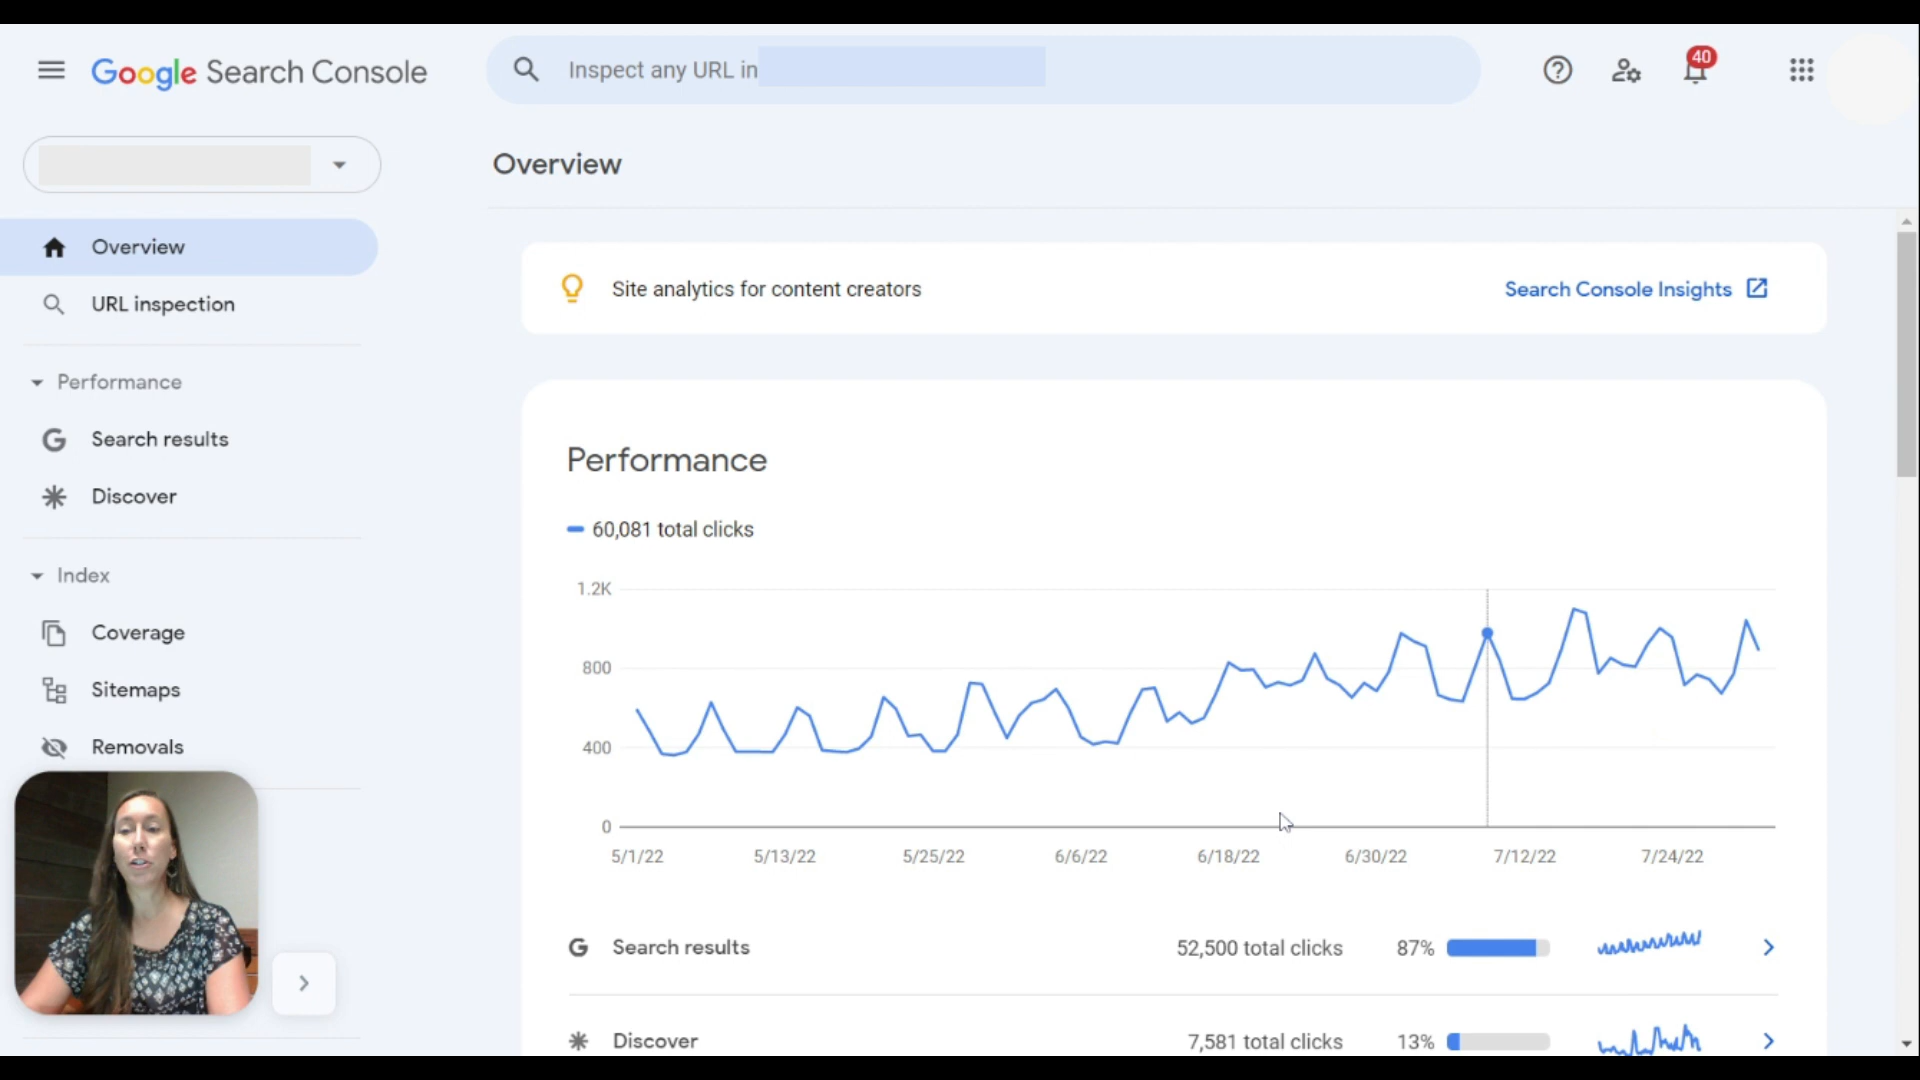 Google Search Console
Inspect any URL in
40
Overview
Overview
URL inspection
Performance
Search results
Discover
Index
Coverage
Sitemaps
Removals
Site analytics for content creators
Search Console Insights
Performance
60,081 total clicks
1.2K
800
400
0
5/1/22 5/13/22 5/25/22 6/6/22 6/18/22 6/30/22 7/12/22 7/24/22
Search results 52,500 total clicks 87%
Discover 7,581 total clicks 13%